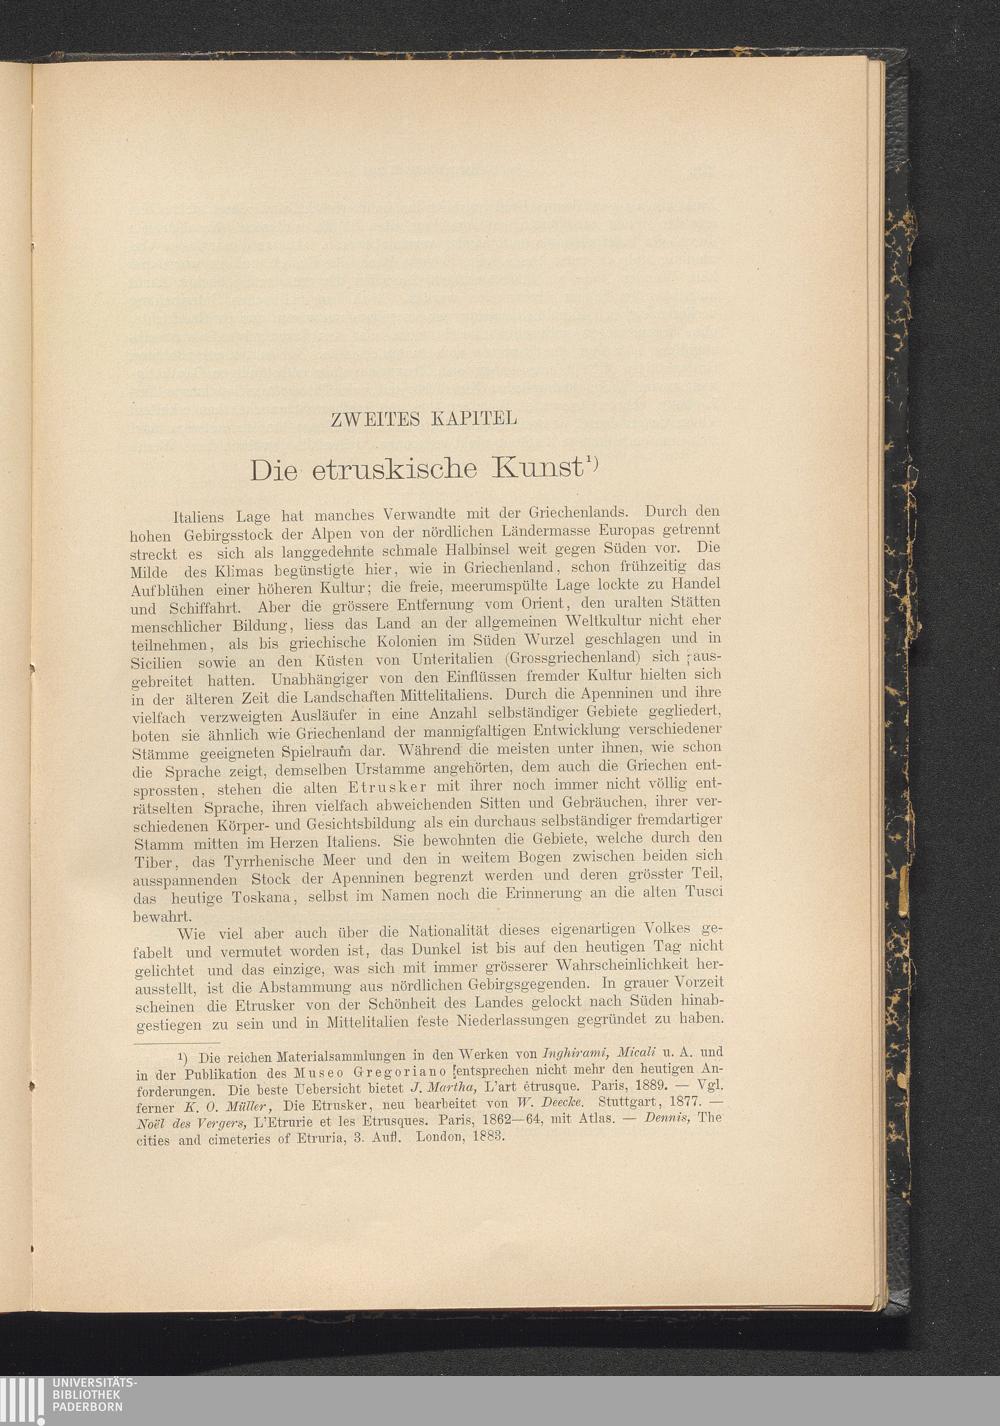 ZWEITES KAPITEL
Die etruskische Kunst¹)
Italiens Lage hat manches Verwandte mit der Griechenlands. Durch den
hohen Gebirgsstock der Alpen von der nördlichen Ländermasse Europas getrennt
streckt es sich als langgedehnte schmale Halbinsel weit gegen Süden vor. Die
Milde des Klimas begünstigte hier, wie in Griechenland, schon frühzeitig das
Aufblühen einer höheren Kultur; die freie, meerumspülte Lage lockte zu Handel
und Schiffahrt. Aber die grössere Entfernung vom Orient, den uralten Stätten
menschlicher Bildung, liess das Land an der allgemeinen Weltkultur nicht eher
teilnehmen, als bis griechische Kolonien im Süden Wurzel geschlagen und in
Sicilien sowie an den Küsten von Unteritalien (Grossgriechenland) sich aus-
gebreitet hatten. Unabhängiger von den Einflüssen fremder Kultur hielten sich
in der älteren Zeit die Landschaften Mittelitaliens. Durch die Apenninen und ihre
vielfach verzweigten Ausläufer in eine Anzahl selbständiger Gebiete gegliedert,
boten sie ähnlich wie Griechenland der mannigfaltigen Entwicklung verschiedener
Stämme geeigneten Spielraum dar. Während die meisten unter ihnen, wie schon
die Sprache zeigt, demselben Urstamme angehörten, dem auch die Griechen ent-
sprossten, stehen die alten Etrusker mit ihrer noch immer nicht völlig ent-
rätselten Sprache, ihren vielfach abweichenden Sitten und Gebräuchen, ihrer ver-
schiedenen Körper- und Gesichtsbildung als ein durchaus selbständiger fremdartiger
Stamm mitten im Herzen Italiens. Sie bewohnten die Gebiete, welche durch den
Tiber, das Tyrrhenische Meer und den in weitem Bogen zwischen beiden sich
ausspannenden Stock der Apenninen begrenzt werden und deren grösster Teil,
das heutige Toskana, selbst im Namen noch die Erinnerung an die alten Tusci
bewahrt.
Wie viel aber auch über die Nationalität dieses eigenartigen Volkes ge-
fabelt und vermutet worden ist, das Dunkel ist bis auf den heutigen Tag nicht
gelichtet und das einzige, was sich mit immer grösserer Wahrscheinlichkeit her-
ausstellt, ist die Abstammung aus nördlichen Gebirgsgegenden. In grauer Vorzeit
scheinen die Etrusker von der Schönheit des Landes gelockt nach Süden hinab-
gestiegen zu sein und in Mittelitalien feste Niederlassungen gegründet zu haben.
¹) Die reichen Materialsammlungen in den Werken von Inghirami, Micali u. A. und
in der Publikation des Museo Gregoriano entsprechen nicht mehr den heutigen An-
forderungen. Die beste Uebersicht bietet J. Martha, L'art étrusque. Paris, 1889. — Vgl.
ferner K. O. Müller, Die Etrusker, neu bearbeitet von W. Deecke. Stuttgart, 1877. —
Noël des Vergers, L'Etrurie et les Etrusques. Paris, 1862—64, mit Atlas. — Dennis, The
cities and cimeteries of Etruria, 3. Aufl. London, 1883.
UNIVERSITÄTS-
BIBLIOTHEK
PADERBORN